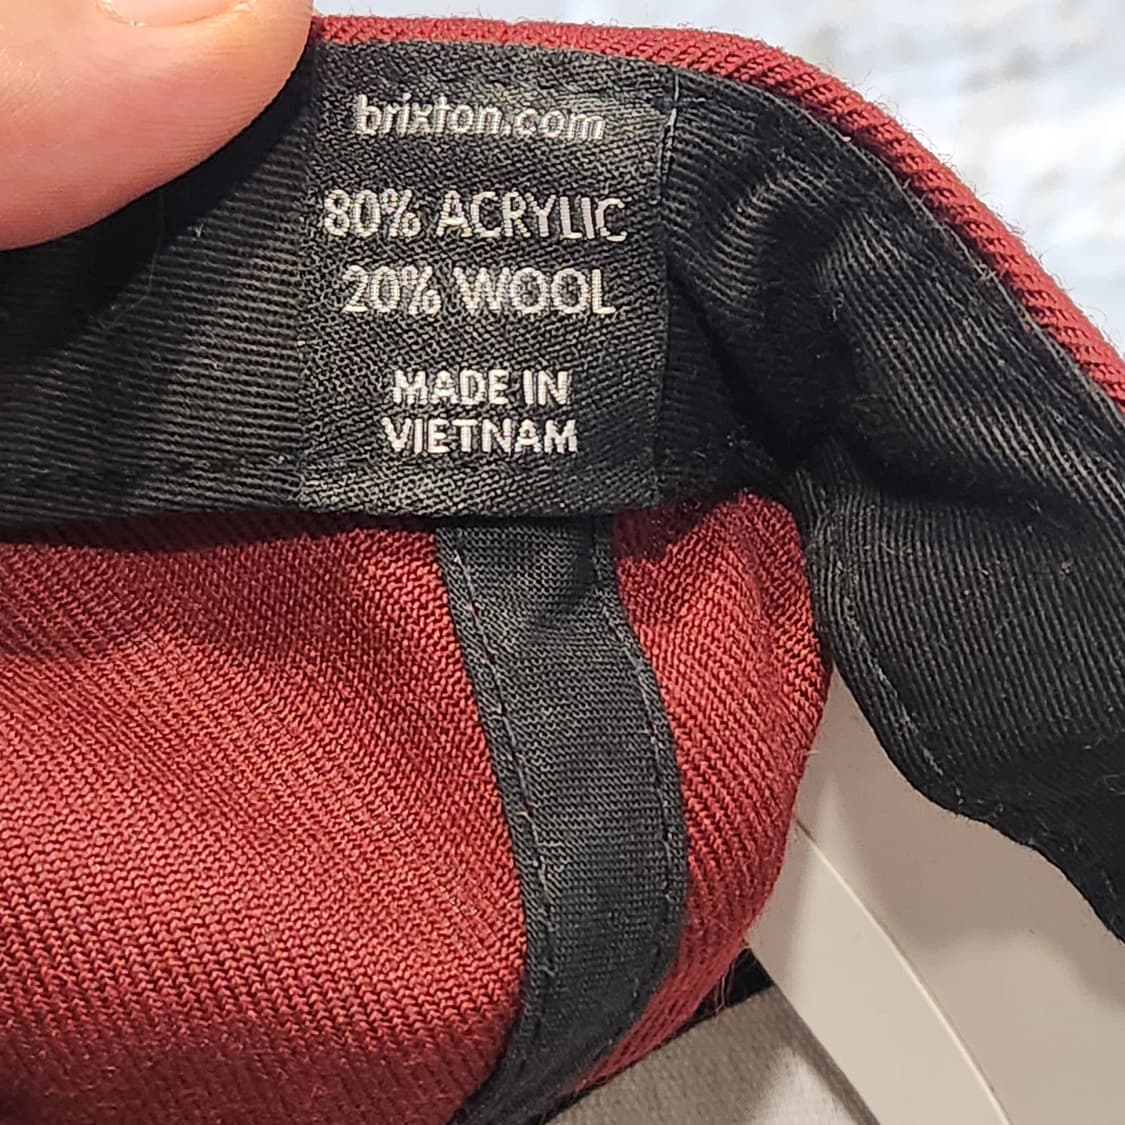 brixton.com
80% ACRYLIC
20% WOOL
MADE IN
VIETNAM